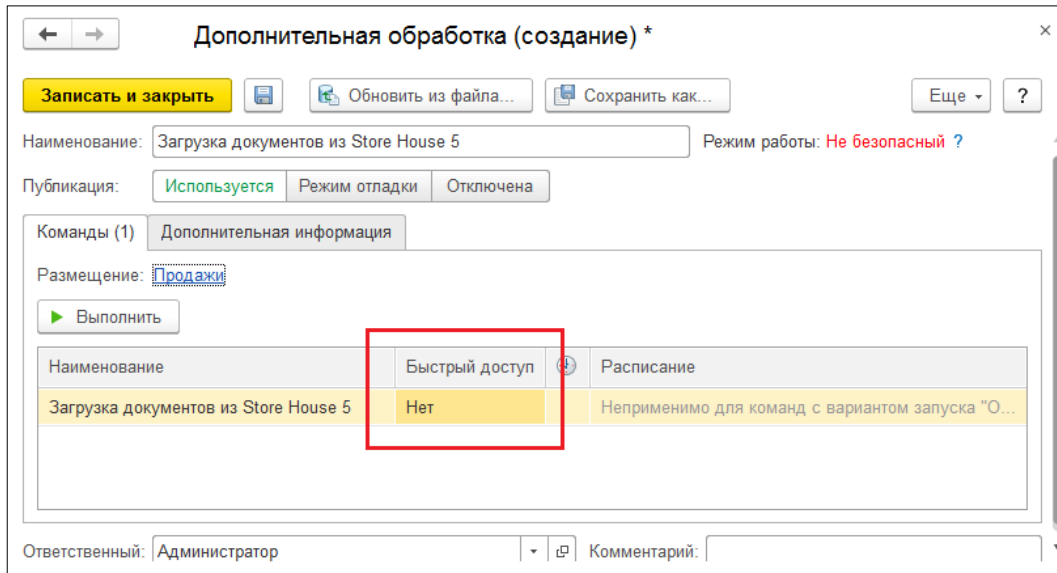 Дополнительная обработка (создание) *
Записать и закрыть Обновить из файла... Сохранить как... Еще ?
Наименование: Загрузка документов из Store House 5 Режим работы: Не безопасный ?
Публикация: Используется Режим отладки Отключена
Команды (1) Дополнительная информация
Размещение: Продажи
Выполнить
Наименование Быстрый доступ Расписание
Загрузка документов из Store House 5 Нет Неприменимо для команд с вариантом запуска "О...
Ответственный: Администратор Комментарий: